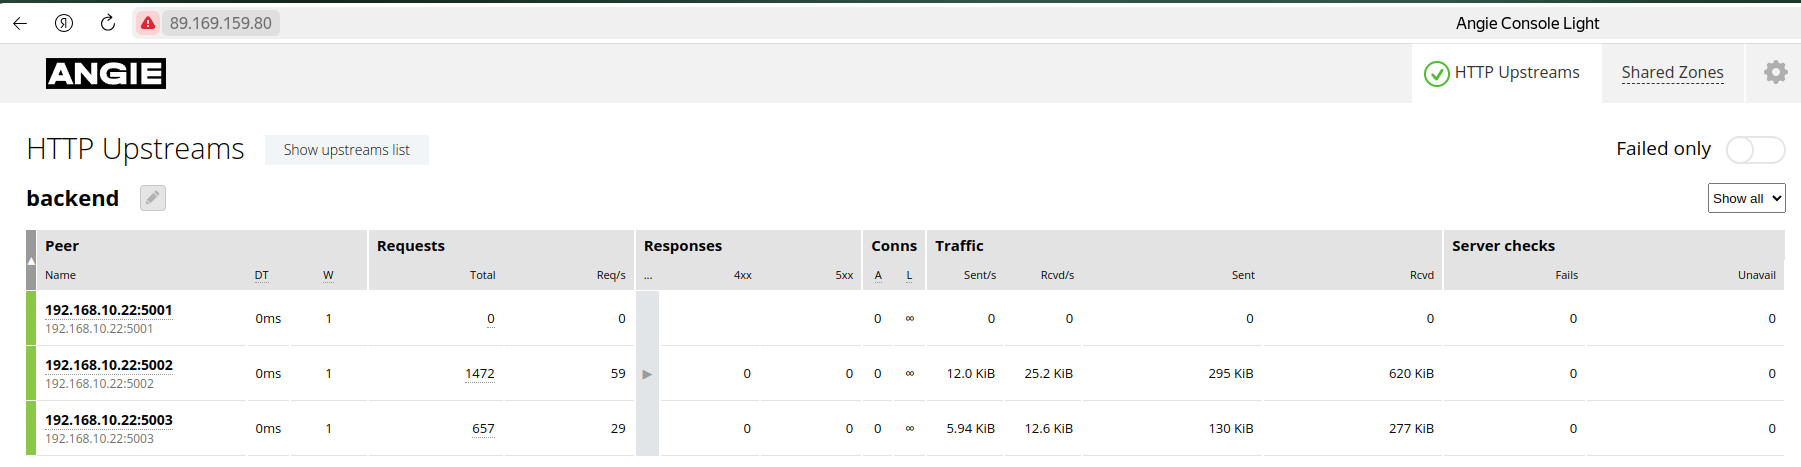 89.169.159.80 Angie Console Light
ANGIE HTTP Upstreams Shared Zones
HTTP Upstreams Show upstreams list Failed only
backend Show all
Peer Requests Responses Conns Traffic Server checks
▲ Name DT W Total Req/s ... 4xx 5xx A L Sent/s Rcvd/s Sent Rcvd Fails Unavail
192.168.10.22:5001
192.168.10.22:5001 0ms 1 0 0 0 ∞ 0 0 0 0 0 0
192.168.10.22:5002
192.168.10.22:5002 0ms 1 1472 59 ▶ 0 0 0 ∞ 12.0 KiB 25.2 KiB 295 KiB 620 KiB 0 0
192.168.10.22:5003
192.168.10.22:5003 0ms 1 657 29 0 0 0 ∞ 5.94 KiB 12.6 KiB 130 KiB 277 KiB 0 0